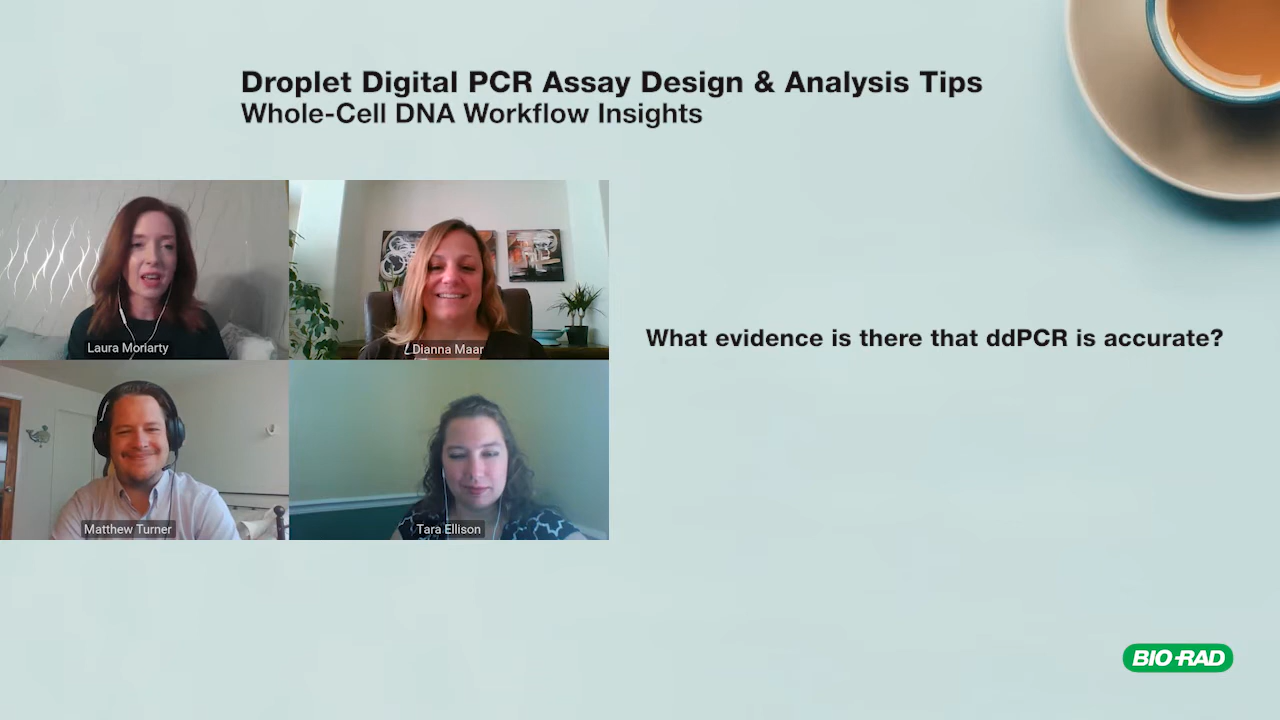 Droplet Digital PCR Assay Design & Analysis Tips
Whole-Cell DNA Workflow Insights
Laura Moriarty
Dianna Maar
What evidence is there that ddPCR is accurate?
Matthew Turner
Tara Ellison
BIO-RAD